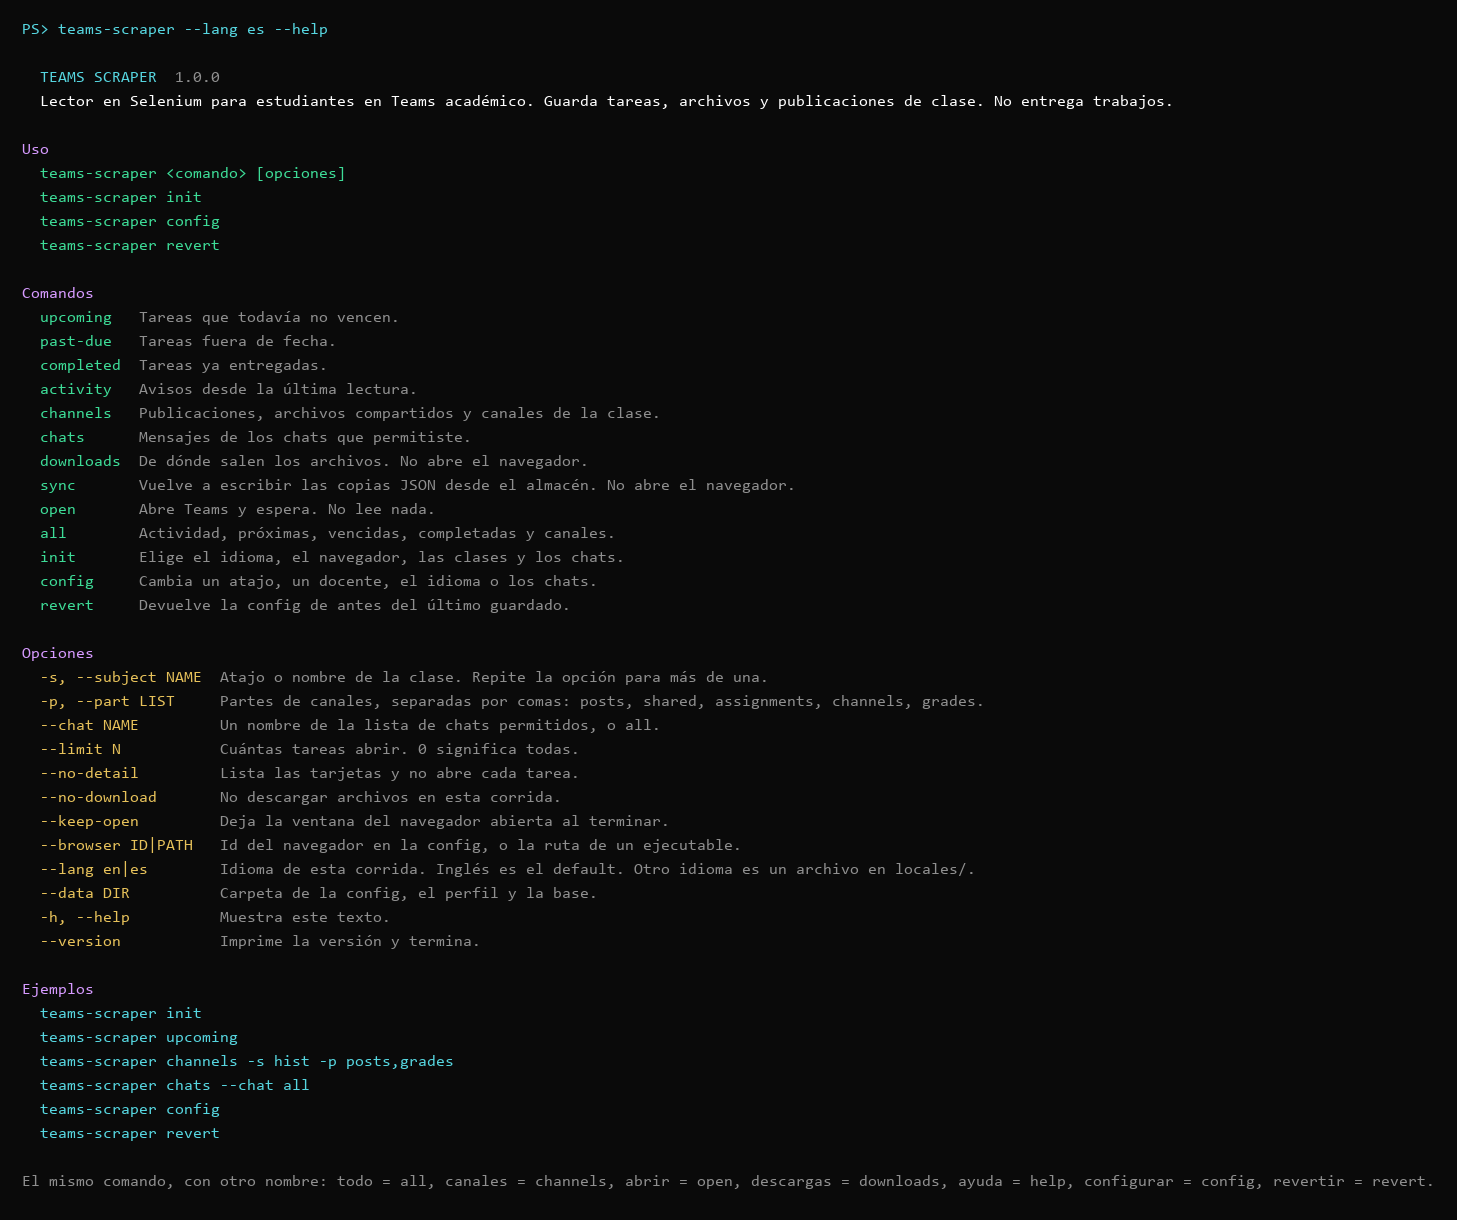 PS> teams-scraper --lang es --help
TEAMS SCRAPER  1.0.0
Lector en Selenium para estudiantes en Teams académico. Guarda tareas, archivos y publicaciones de clase. No entrega trabajos.
Uso
teams-scraper <comando> [opciones]
teams-scraper init
teams-scraper config
teams-scraper revert
Comandos
upcoming   Tareas que todavía no vencen.
past-due   Tareas fuera de fecha.
completed  Tareas ya entregadas.
activity   Avisos desde la última lectura.
channels   Publicaciones, archivos compartidos y canales de la clase.
chats      Mensajes de los chats que permitiste.
downloads  De dónde salen los archivos. No abre el navegador.
sync       Vuelve a escribir las copias JSON desde el almacén. No abre el navegador.
open       Abre Teams y espera. No lee nada.
all        Actividad, próximas, vencidas, completadas y canales.
init       Elige el idioma, el navegador, las clases y los chats.
config     Cambia un atajo, un docente, el idioma o los chats.
revert     Devuelve la config de antes del último guardado.
Opciones
-s, --subject NAME  Atajo o nombre de la clase. Repite la opción para más de una.
-p, --part LIST     Partes de canales, separadas por comas: posts, shared, assignments, channels, grades.
--chat NAME         Un nombre de la lista de chats permitidos, o all.
--limit N           Cuántas tareas abrir. 0 significa todas.
--no-detail         Lista las tarjetas y no abre cada tarea.
--no-download       No descargar archivos en esta corrida.
--keep-open         Deja la ventana del navegador abierta al terminar.
--browser ID|PATH   Id del navegador en la config, o la ruta de un ejecutable.
--lang en|es        Idioma de esta corrida. Inglés es el default. Otro idioma es un archivo en locales/.
--data DIR          Carpeta de la config, el perfil y la base.
-h, --help          Muestra este texto.
--version           Imprime la versión y termina.
Ejemplos
teams-scraper init
teams-scraper upcoming
teams-scraper channels -s hist -p posts,grades
teams-scraper chats --chat all
teams-scraper config
teams-scraper revert
El mismo comando, con otro nombre: todo = all, canales = channels, abrir = open, descargas = downloads, ayuda = help, configurar = config, revertir = revert.